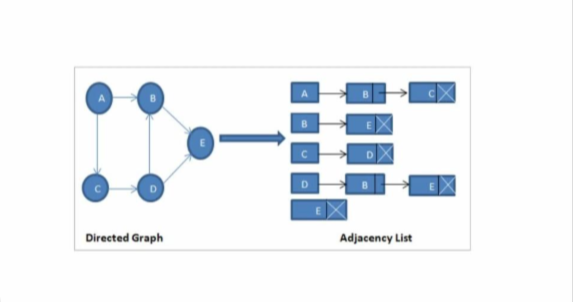 A B
E
C D
A B C
B E
C D
D B E
E
Directed Graph
Adjacency List